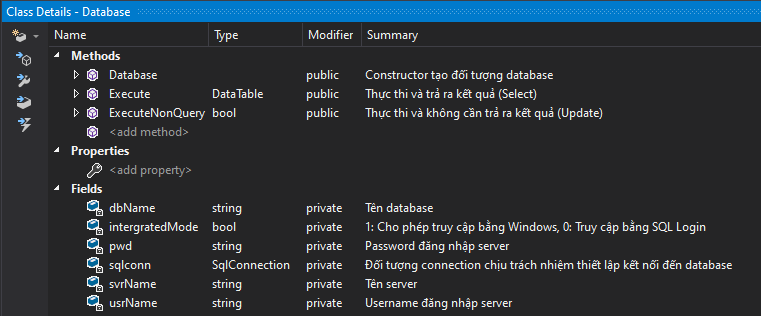 Class Details - Database
Name Type Modifier Summary
Methods
Database public Constructor tạo đối tượng database
Execute DataTable public Thực thi và trả ra kết quả (Select)
ExecuteNonQuery bool public Thực thi và không cần trả ra kết quả (Update)
<add method>
Properties
<add property>
Fields
dbName string private Tên database
intergratedMode bool private 1: Cho phép truy cập bằng Windows, 0: Truy cập bằng SQL Login
pwd string private Password đăng nhập server
sqlconn SqlConnection private Đối tượng connection chịu trách nhiệm thiết lập kết nối đến database
svrName string private Tên server
usrName string private Username đăng nhập server